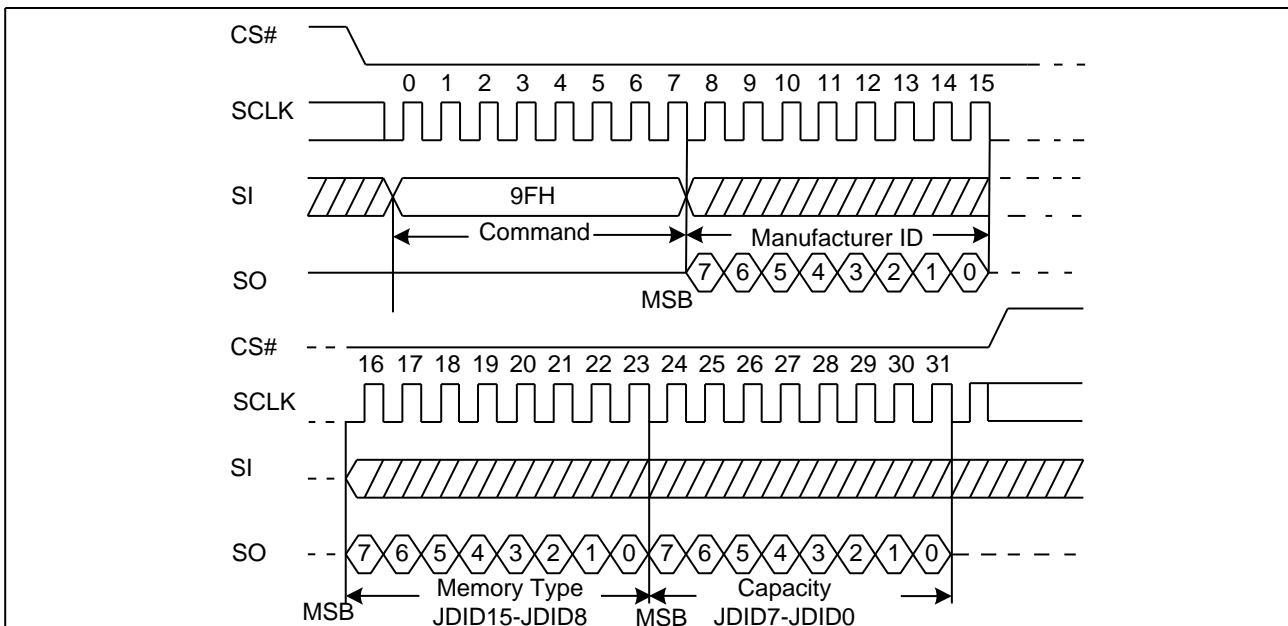 CS#
0 1 2 3 4 5 6 7 8 9 10 11 12 13 14 15
SCLK
SI
9FH
Command
Manufacturer ID
SO
7 6 5 4 3 2 1 0
MSB
CS#
16 17 18 19 20 21 22 23 24 25 26 27 28 29 30 31
SCLK
SI
SO
7 6 5 4 3 2 1 0 7 6 5 4 3 2 1 0
Memory Type
Capacity
MSB
JDID15-JDID8
MSB
JDID7-JDID0